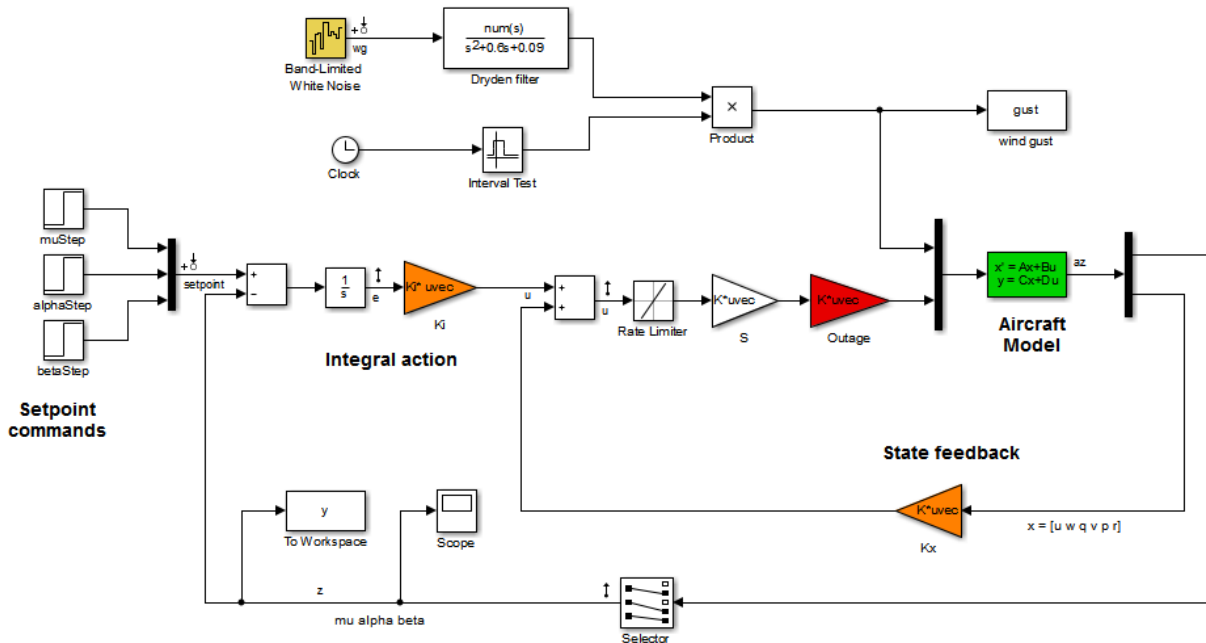 num(s)
s2+0.6s+0.09
wg
Band-Limited
White Noise
Dryden filter
×
Product
gust
wind gust
Clock
Interval Test
muStep
alphaStep
betaStep
setpoint
+
−
1
s
e
Ki* uvec
Ki
u
+
+
u
Rate Limiter
K*uvec
S
K*uvec
Outage
x' = Ax+Bu
y = Cx+Du
az
Aircraft
Model
Integral action
Setpoint
commands
State feedback
K*uvec
Kx
x = [u w q v p r]
y
To Workspace
Scope
z
mu alpha beta
Selector